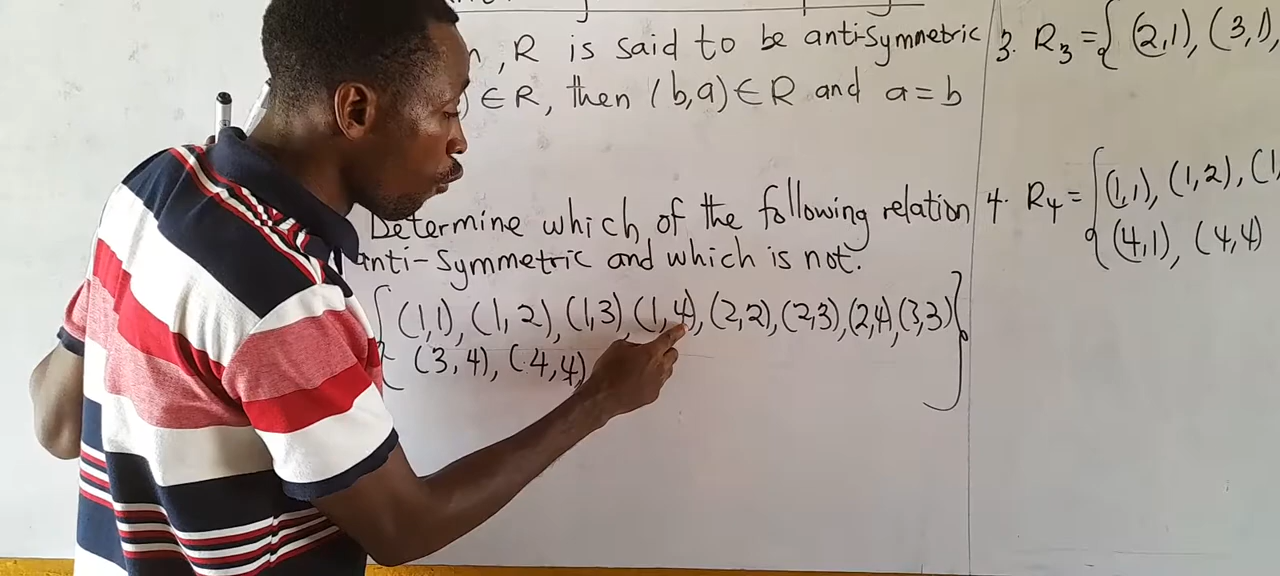 , R is said to be anti-Symmetric
) ∈ R, then (b,a) ∈ R and a = b
Determine which of the following relation
anti-Symmetric and which is not.
{(1,1), (1,2), (1,3) (1,4), (2,2), (2,3), (2,4), (3,3)
(3,4), (4,4)}
3. R₃ = { (2,1), (3,1),
4. R₄ = { (1,1), (1,2), (1,
(4,1), (4,4)